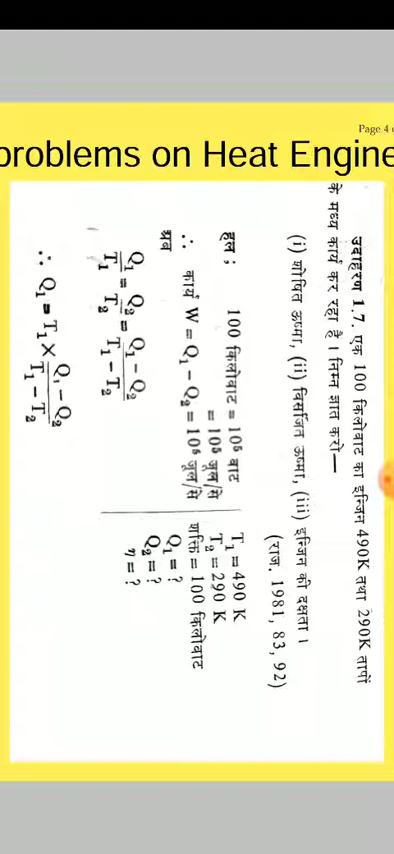 Page 4
problems on Heat Engine
उदाहरण 1.7. एक 100 किलोवाट का इन्जिन 490K तथा 290K तापों
के मध्य कार्य कर रहा है । निम्न ज्ञात करो—
(i) शोषित ऊष्मा, (ii) विसर्जित ऊष्मा, (iii) इन्जिन की दक्षता ।
(राज. 1981, 83, 92)
हल ; 100 किलोवाट = 10⁵ वाट
= 10⁵ जूल/से
∴ कार्य W = Q₁ − Q₂ = 10⁵ जूल/से
अब
Q₁/T₁ = Q₂/T₂ = Q₁ − Q₂/T₁ − T₂
∴ Q₁ = T₁ × Q₁ − Q₂/T₁ − T₂
T₁ = 490 K
T₂ = 290 K
शक्ति = 100 किलोवाट
Q₁ = ?
Q₂ = ?
η = ?